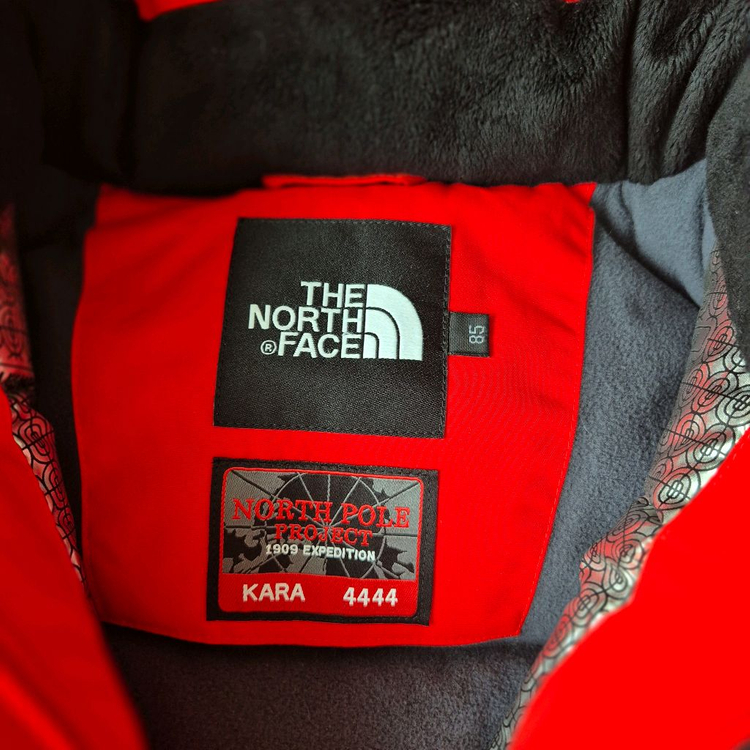 THE
NORTH
® FACE
85
NORTH POLE
PROJECT
1909 EXPEDITION
KARA 4444